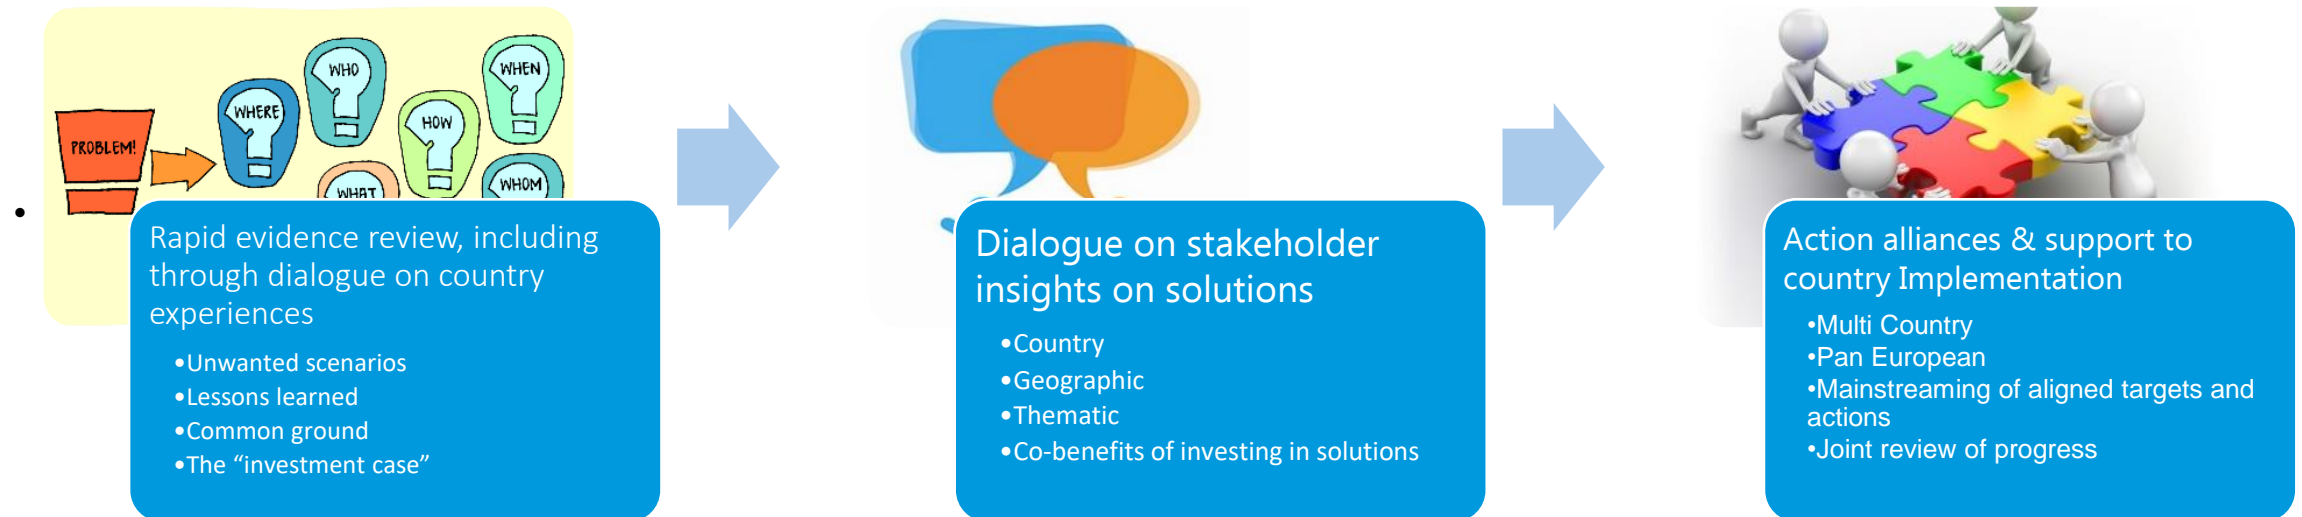 PROBLEM!
WHERE
WHO
WHAT
HOW
WHEN
WHOM
•
Rapid evidence review, including
through dialogue on country
experiences
•Unwanted scenarios
•Lessons learned
•Common ground
•The “investment case”
Dialogue on stakeholder
insights on solutions
•Country
•Geographic
•Thematic
•Co-benefits of investing in solutions
Action alliances & support to
country Implementation
•Multi Country
•Pan European
•Mainstreaming of aligned targets and
actions
•Joint review of progress